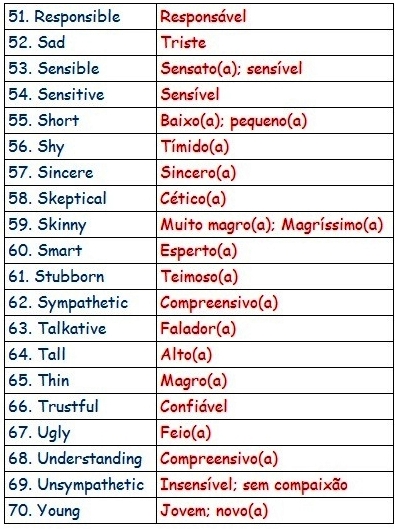 51. Responsible Responsável
52. Sad Triste
53. Sensible Sensato(a); sensível
54. Sensitive Sensível
55. Short Baixo(a); pequeno(a)
56. Shy Tímido(a)
57. Sincere Sincero(a)
58. Skeptical Cético(a)
59. Skinny Muito magro(a); Magríssimo(a)
60. Smart Esperto(a)
61. Stubborn Teimoso(a)
62. Sympathetic Compreensivo(a)
63. Talkative Falador(a)
64. Tall Alto(a)
65. Thin Magro(a)
66. Trustful Confiável
67. Ugly Feio(a)
68. Understanding Compreensivo(a)
69. Unsympathetic Insensível; sem compaixão
70. Young Jovem; novo(a)